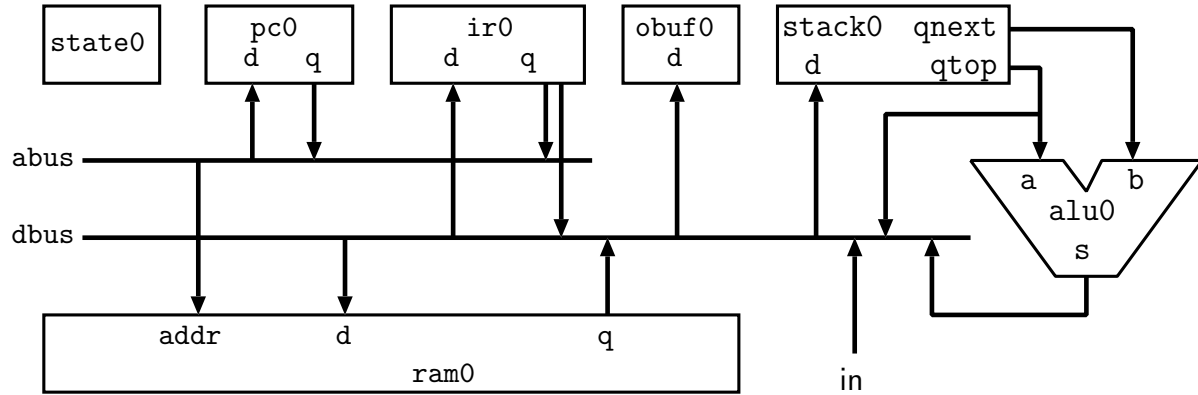 state0
pc0
d q
ir0
d q
obuf0
d
stack0 qnext
d qtop
abus
a b
alu0
s
dbus
addr d q
ram0
in